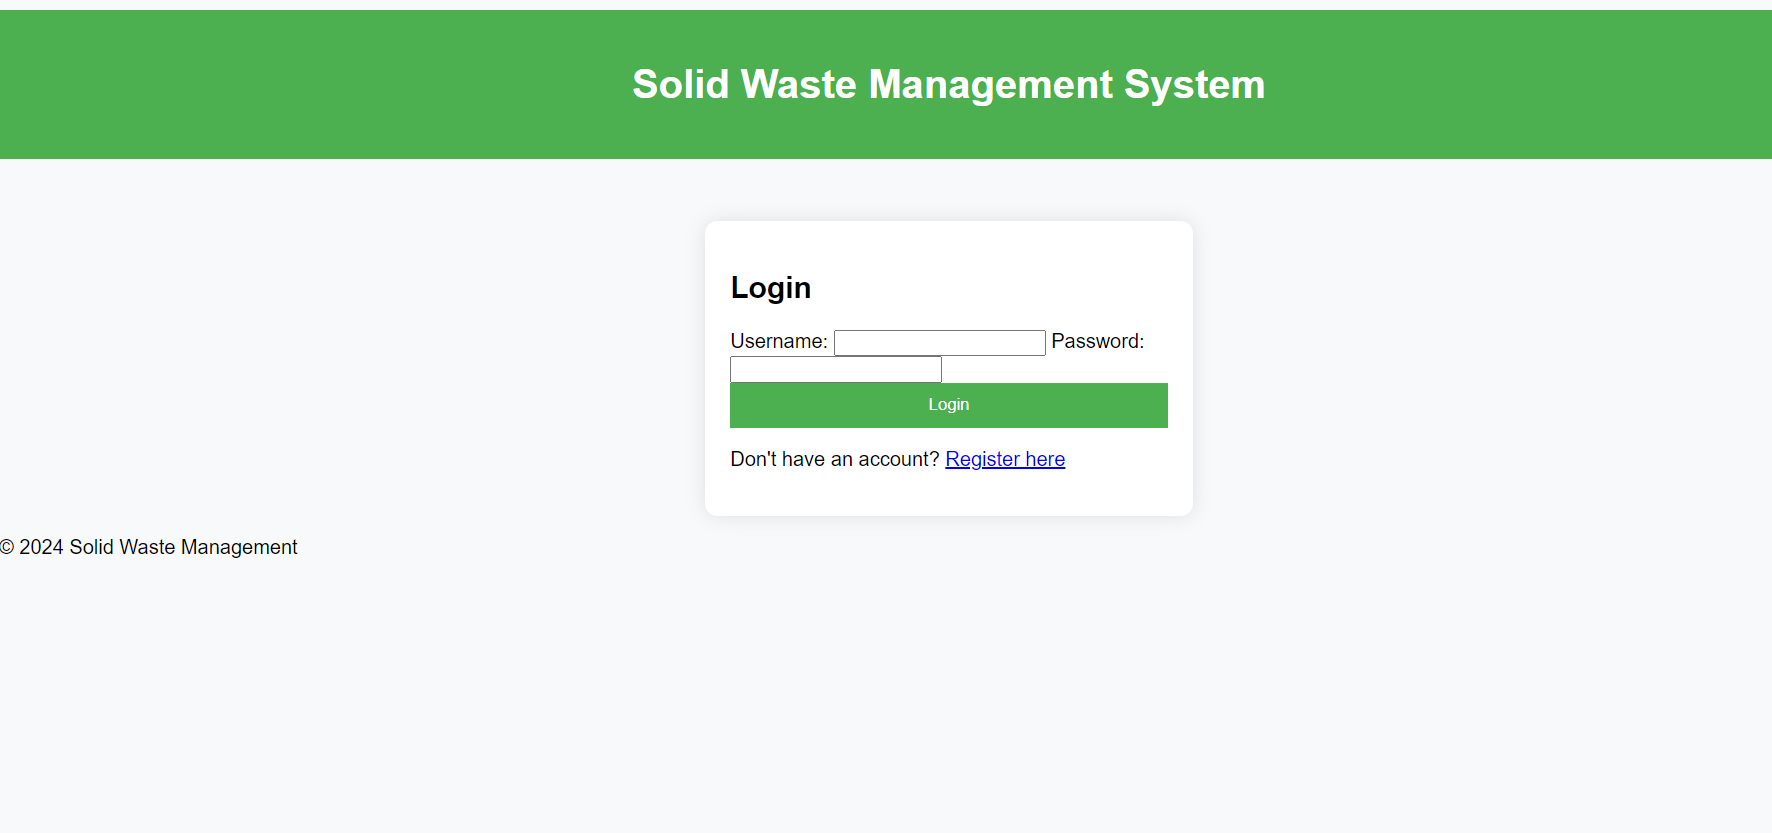 Solid Waste Management System
Login
Username: Password:
Login
Don't have an account? Register here
© 2024 Solid Waste Management